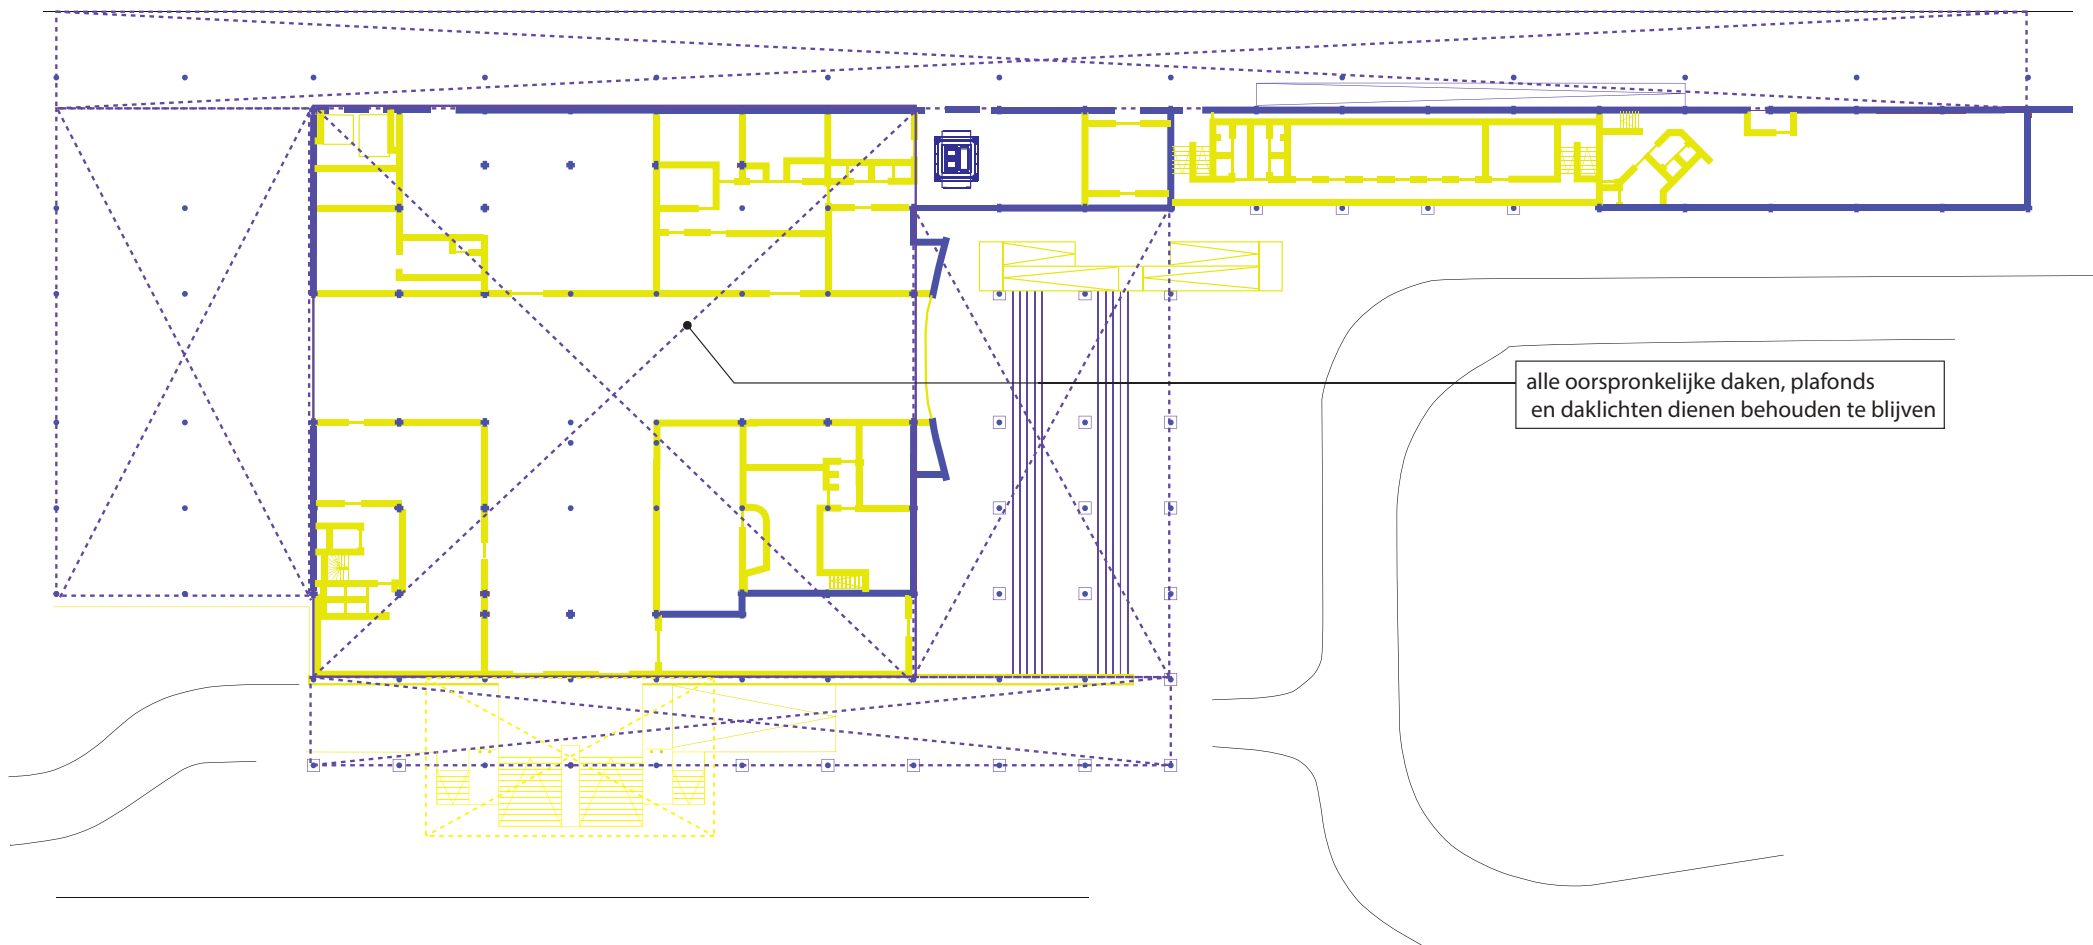 alle oorspronkelijke daken, plafonds
en daklichten dienen behouden te blijven